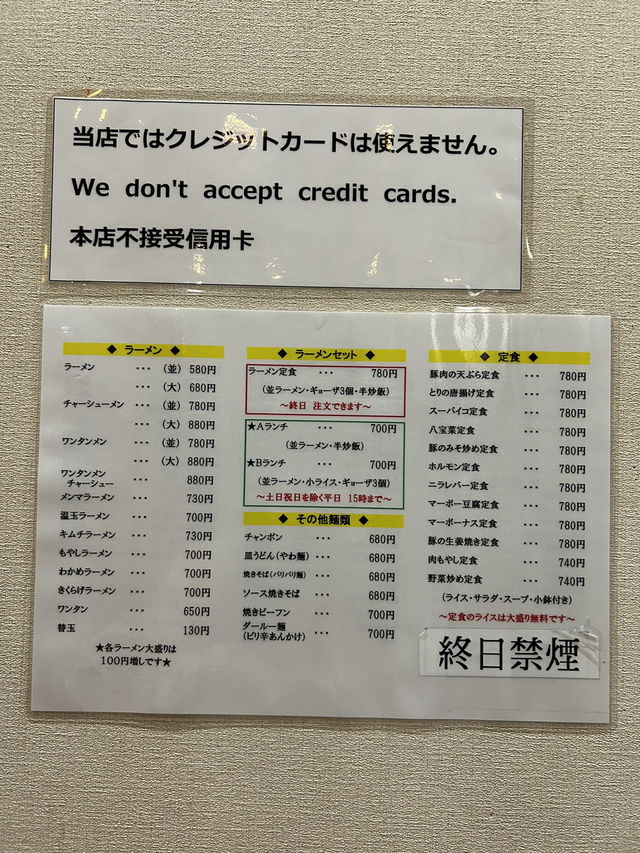 当店ではクレジットカードは使えません。
We don't accept credit cards.
本店不接受信用卡
◆ ラーメン ◆
ラーメン ･･･ (並) 580円
･･･ (大) 680円
チャーシューメン ･･･ (並) 780円
･･･ (大) 880円
ワンタンメン ･･･ (並) 780円
･･･ (大) 880円
ワンタンメン
チャーシュー ･･･ 880円
メンマラーメン ･･･ 730円
温玉ラーメン ･･･ 700円
キムチラーメン ･･･ 730円
もやしラーメン ･･･ 700円
わかめラーメン ･･･ 700円
きくらげラーメン ･･･ 700円
ワンタン ･･･ 650円
替玉 ･･･ 130円
★各ラーメン大盛りは
100円増しです★
◆ ラーメンセット ◆
ラーメン定食 ･･･ 780円
(並ラーメン・ギョーザ3個・半炒飯)
～終日 注文できます～
★Aランチ ･･･ 700円
(並ラーメン・半炒飯)
★Bランチ ･･･ 700円
(並ラーメン・小ライス・ギョーザ3個)
～土日祝日を除く平日 15時まで～
◆ その他麺類 ◆
チャンポン ･･･ 680円
皿うどん(やわ麺) ･･･ 680円
焼きそば(パリパリ麺) ･･･ 680円
ソース焼きそば ･･･ 680円
焼きビーフン ･･･ 700円
ダールー麺
(ピリ辛あんかけ) ･･･ 700円
◆ 定食 ◆
豚肉の天ぷら定食 ･･･ 780円
とりの唐揚げ定食 ･･･ 780円
スーパイコ定食 ･･･ 780円
八宝菜定食 ･･･ 780円
豚のみそ炒め定食 ･･･ 780円
ホルモン定食 ･･･ 780円
ニラレバー定食 ･･･ 780円
マーボー豆腐定食 ･･･ 780円
マーボーナス定食 ･･･ 780円
豚の生姜焼き定食 ･･･ 780円
肉もやし定食 ･･･ 740円
野菜炒め定食 ･･･ 740円
(ライス・サラダ・スープ・小鉢付き)
～定食のライスは大盛り無料です～
終日禁煙